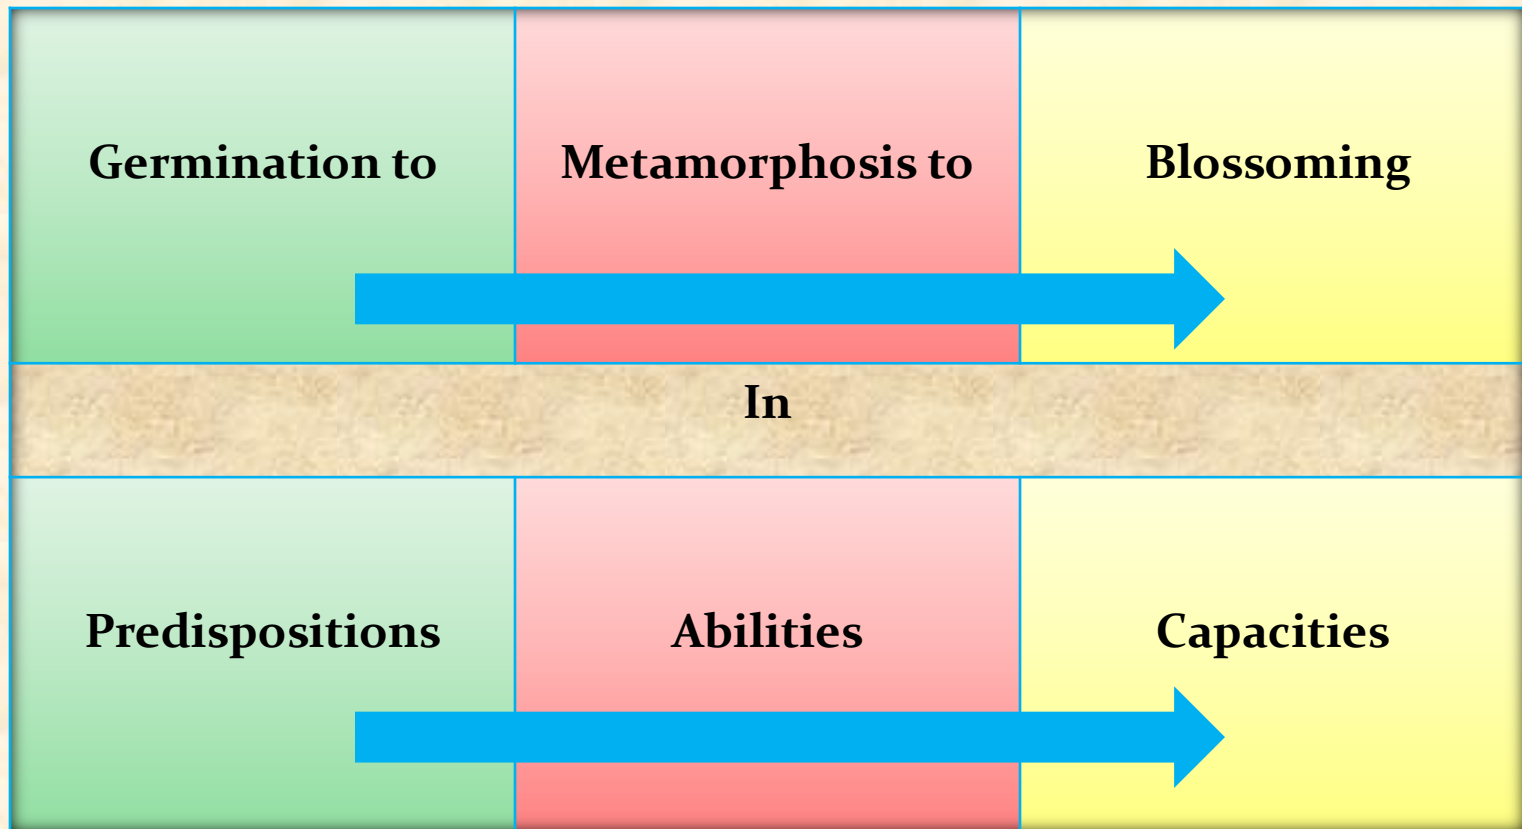 Germination to
Metamorphosis to
Blossoming
In
Predispositions
Abilities
Capacities